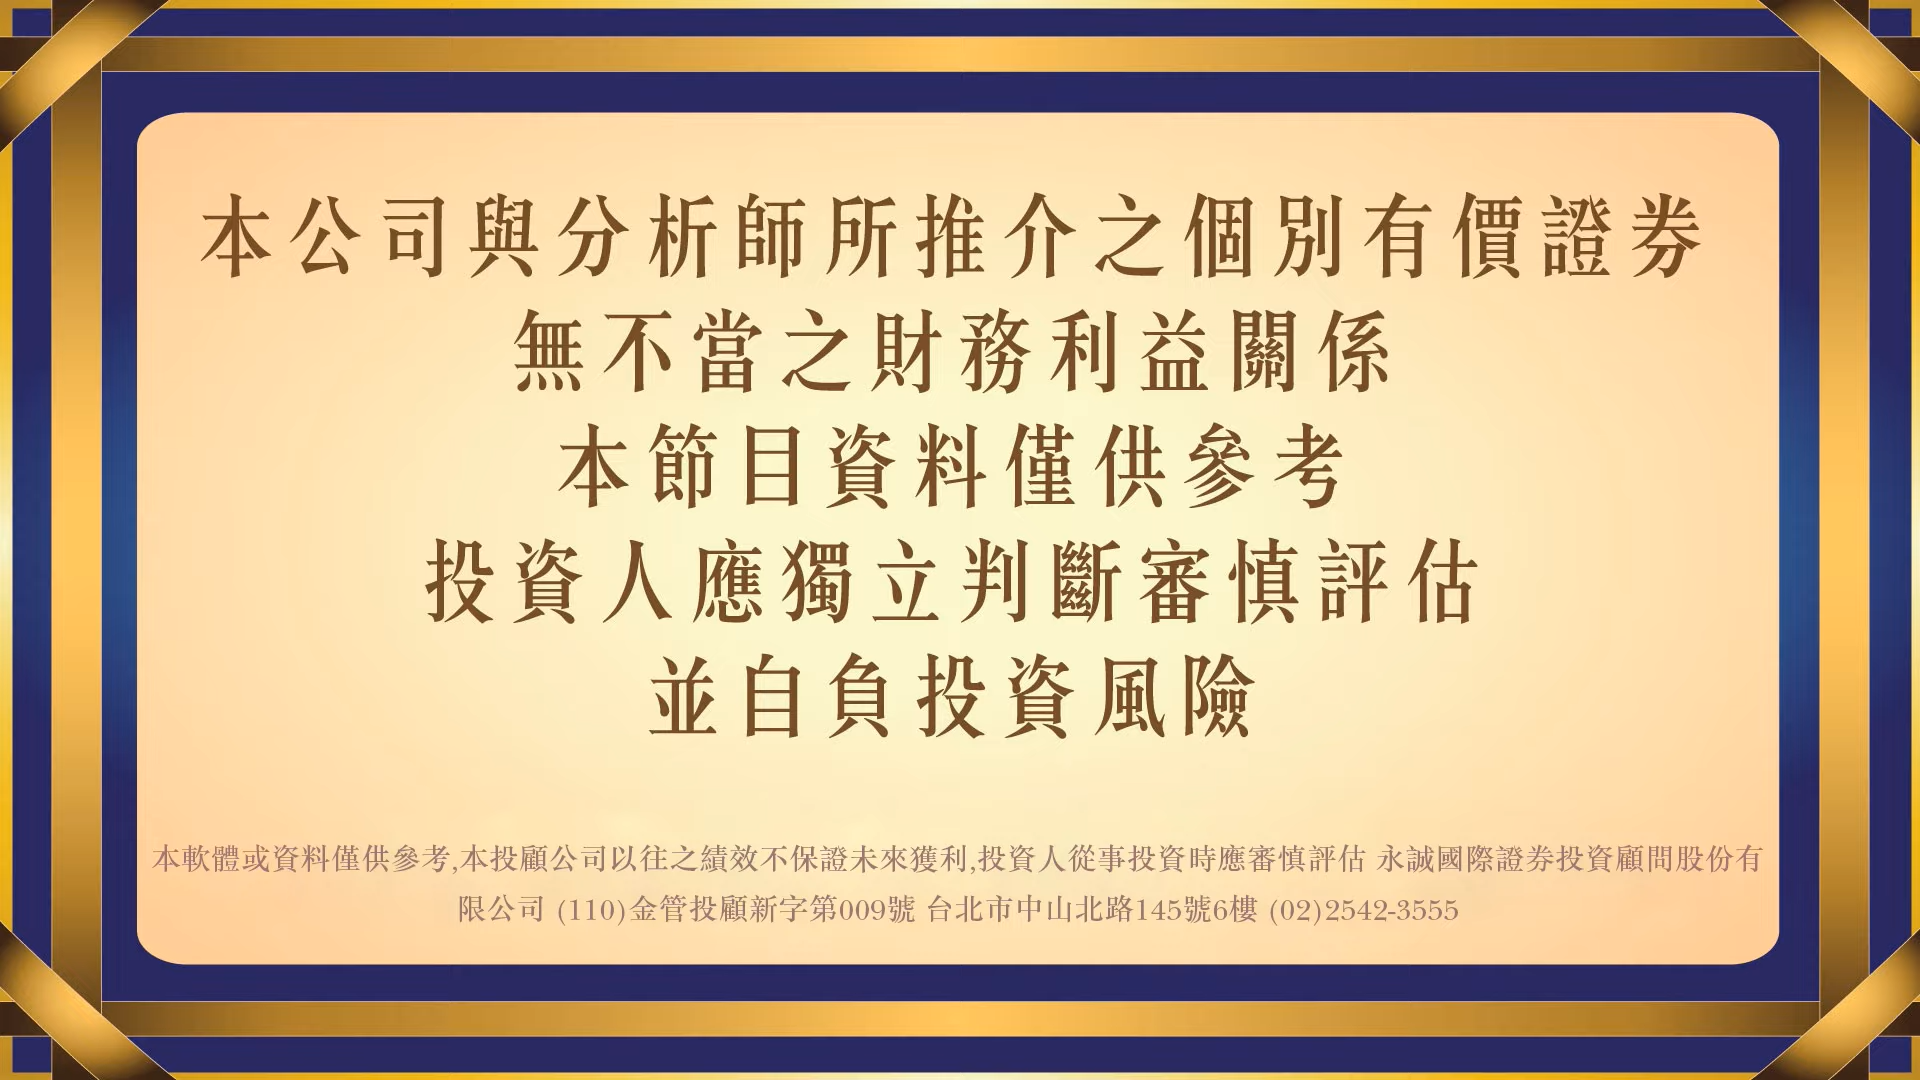 本公司與分析師所推介之個別有價證券
無不當之財務利益關係
本節目資料僅供參考
投資人應獨立判斷審慎評估
並自負投資風險
本軟體或資料僅供參考,本投顧公司以往之績效不保證未來獲利,投資人從事投資時應審慎評估 永誠國際證券投資顧問股份有
限公司 (110)金管投顧新字第009號 台北市中山北路145號6樓 (02)2542-3555